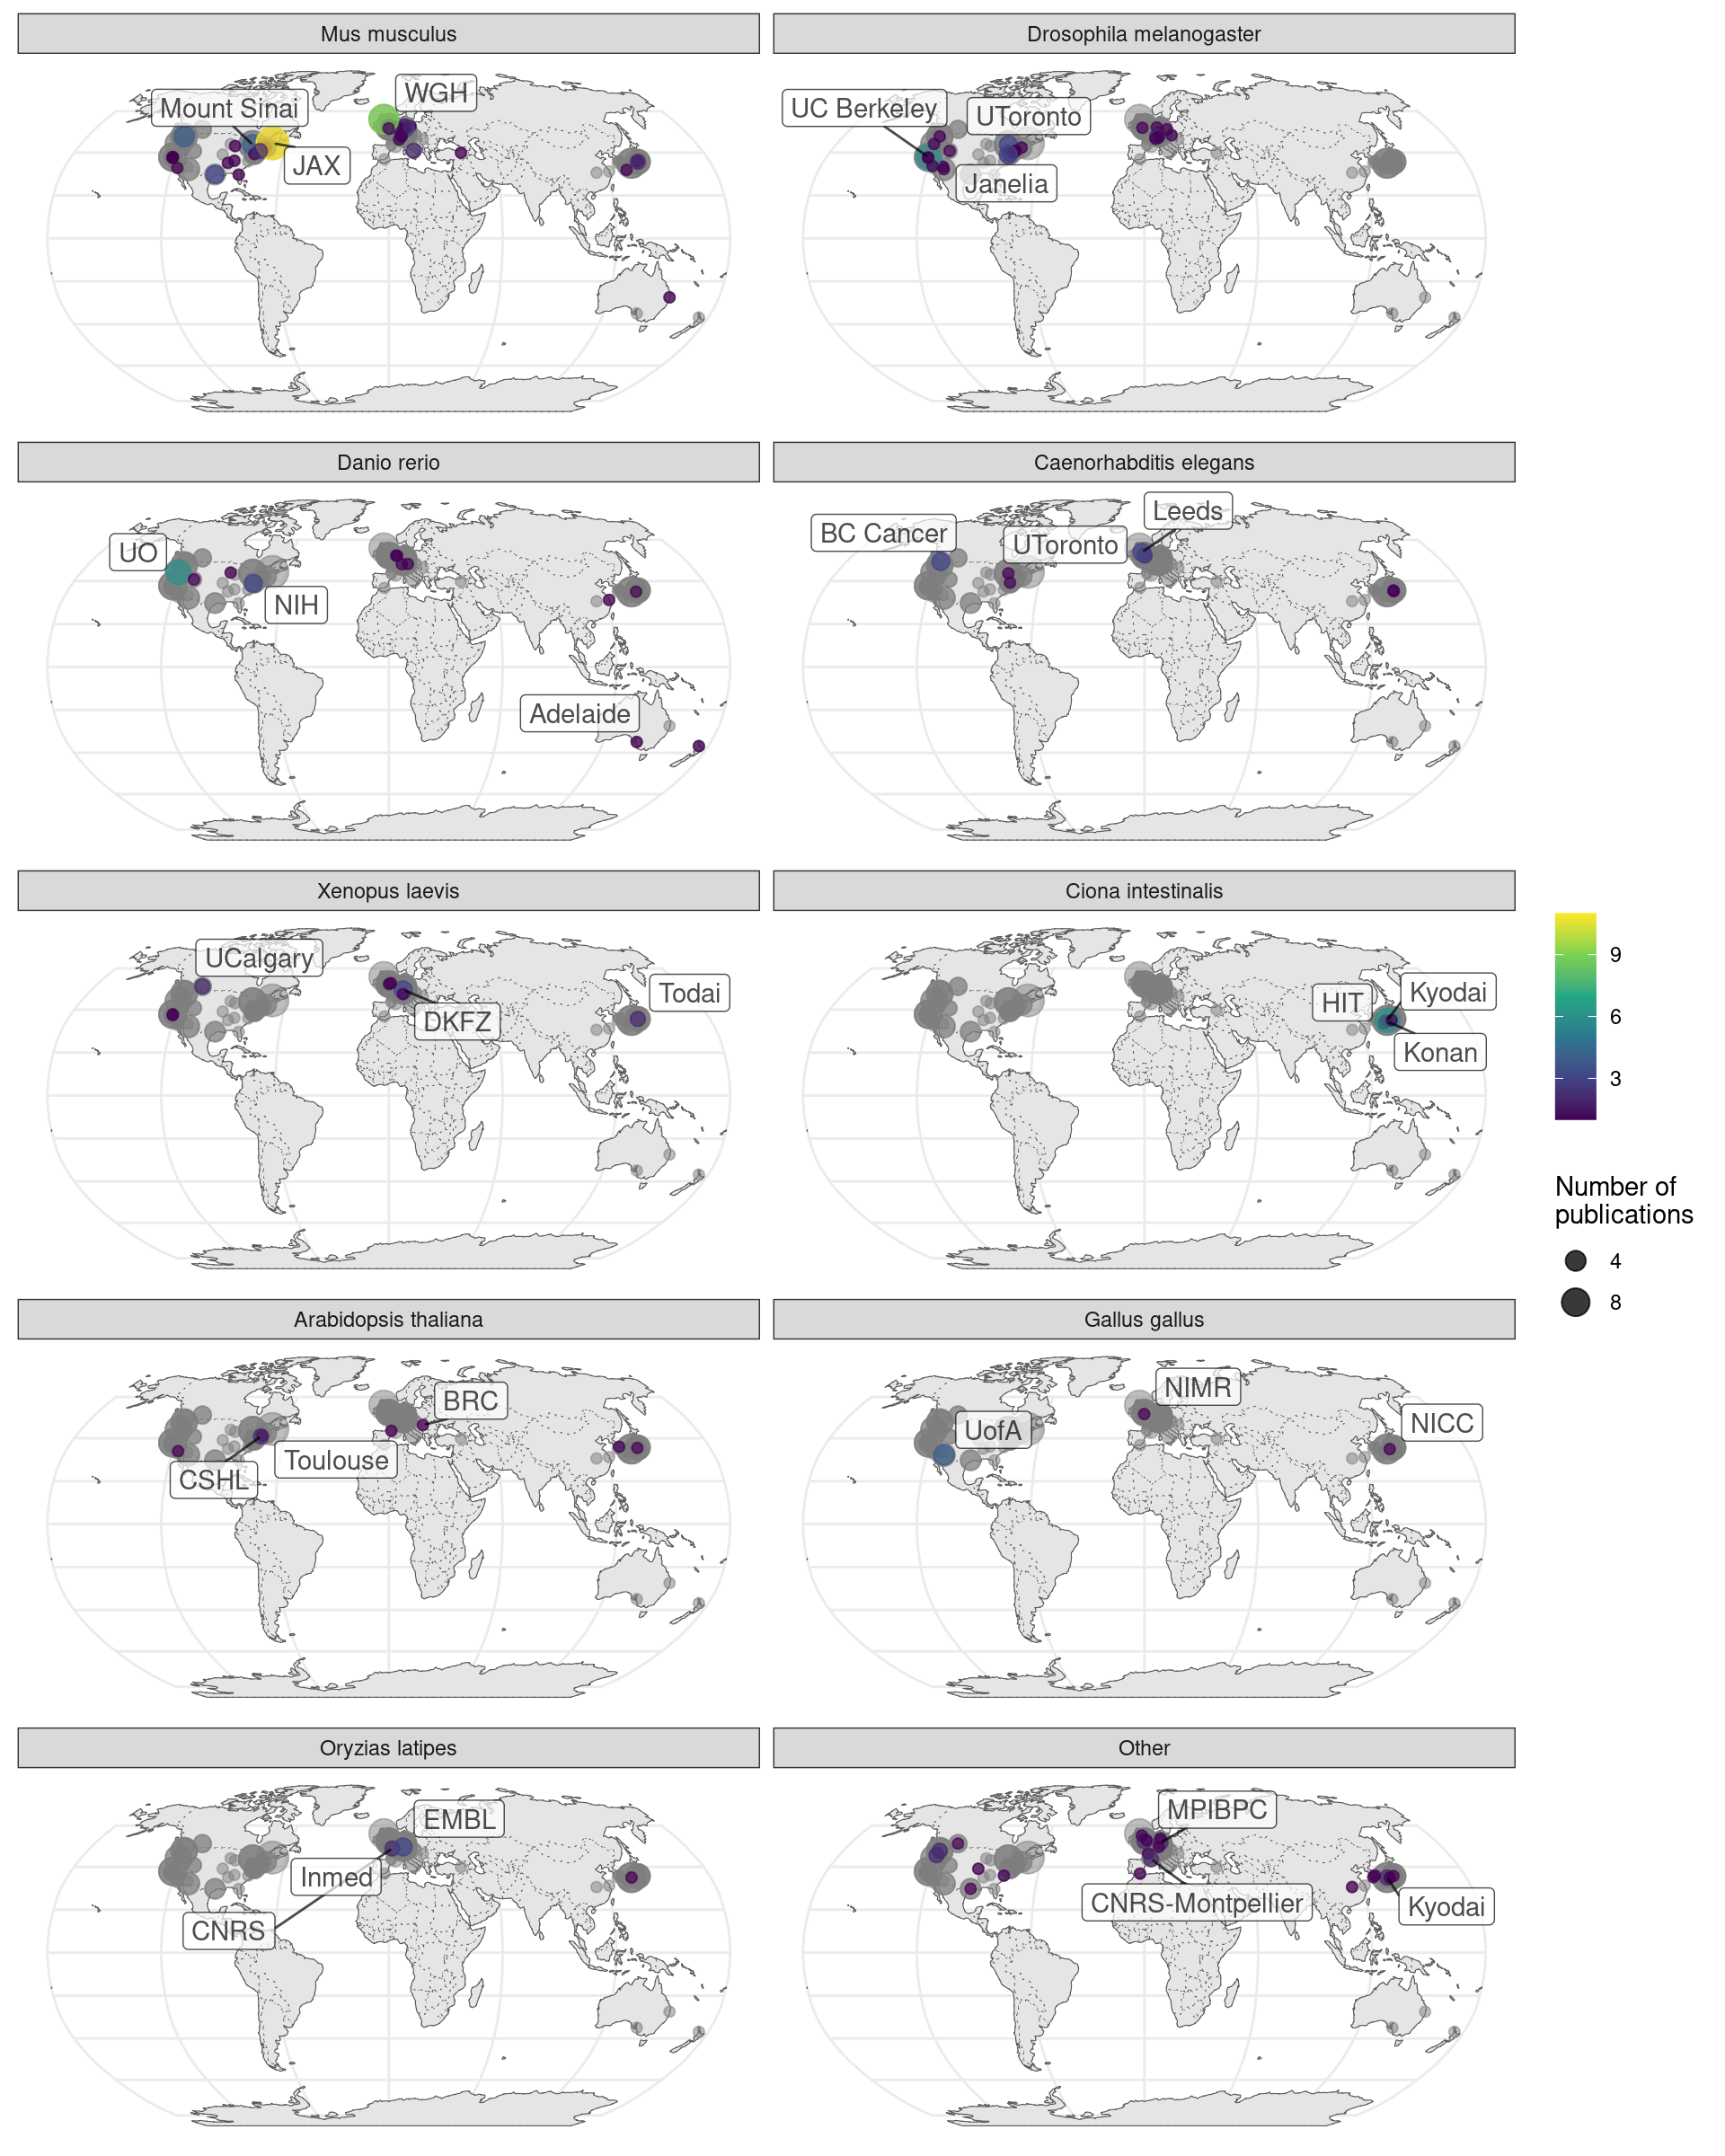 Mus musculus
Drosophila melanogaster
Mount Sinai
WGH
JAX
UC Berkeley
UToronto
Janelia
Danio rerio
Caenorhabditis elegans
UO
NIH
Adelaide
BC Cancer
UToronto
Leeds
Xenopus laevis
Ciona intestinalis
UCalgary
DKFZ
Todai
HIT
Kyodai
Konan
9
6
3
Number of
publications
4
8
Arabidopsis thaliana
Gallus gallus
BRC
Toulouse
CSHL
NIMR
UofA
NICC
Oryzias latipes
Other
EMBL
Inmed
CNRS
MPIBPC
CNRS-Montpellier
Kyodai